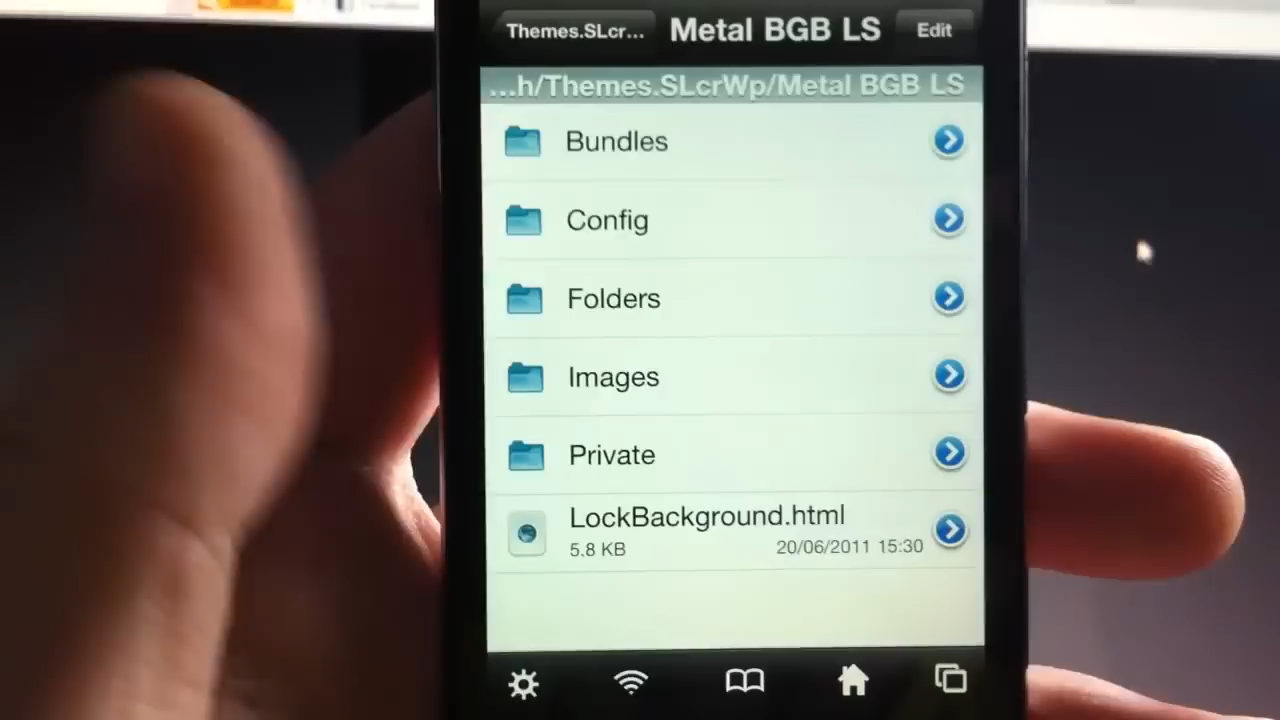 Themes.SLcr... Metal BGB LS Edit
...h/Themes.SLcrWp/Metal BGB LS
Bundles
Config
Folders
Images
Private
LockBackground.html
5.8 KB 20/06/2011 15:30